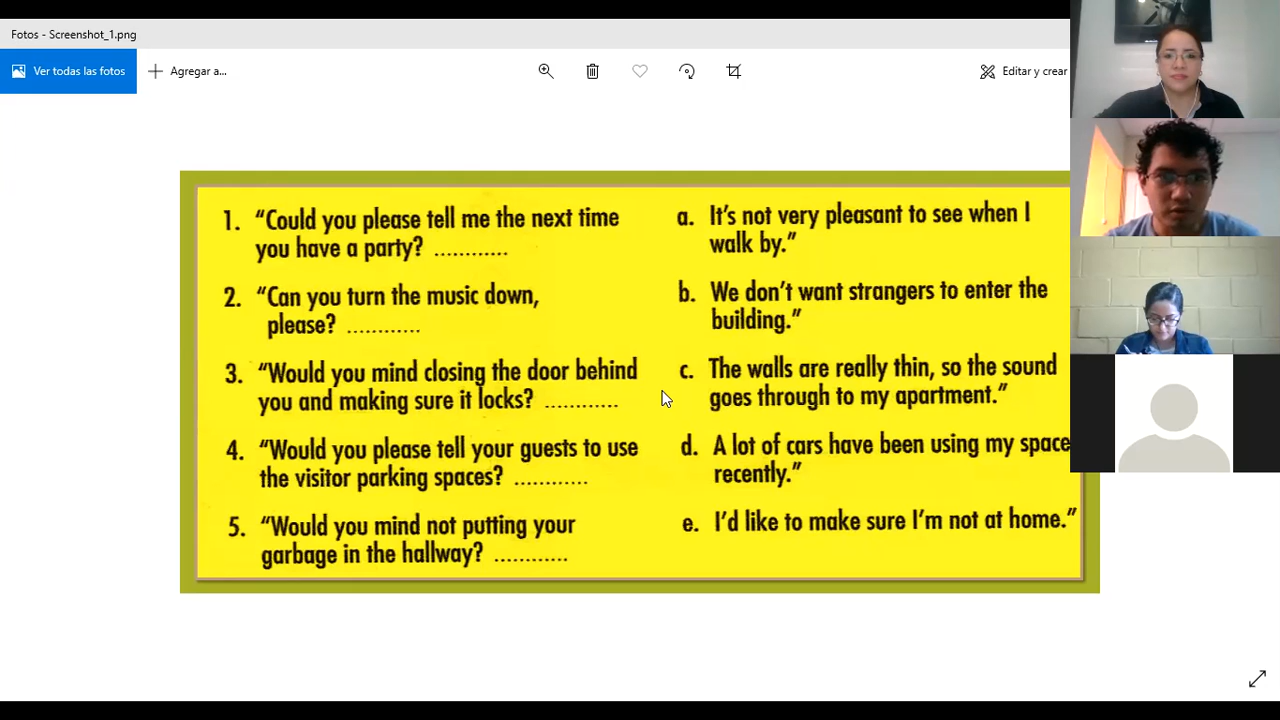 Fotos - Screenshot_1.png
Ver todas las fotos
Agregar a...
Editar y crear
1. "Could you please tell me the next time
you have a party? ............
2. "Can you turn the music down,
please? ............
3. "Would you mind closing the door behind
you and making sure it locks? ............
4. "Would you please tell your guests to use
the visitor parking spaces? ............
5. "Would you mind not putting your
garbage in the hallway? ............
a. It's not very pleasant to see when I
walk by."
b. We don't want strangers to enter the
building."
c. The walls are really thin, so the sound
goes through to my apartment."
d. A lot of cars have been using my space
recently."
e. I'd like to make sure I'm not at home."